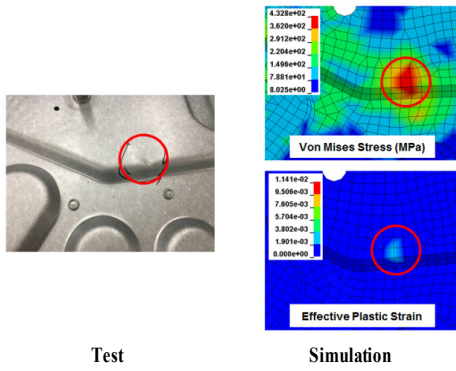 4.328e+02
3.620e+02
2.912e+02
2.204e+02
1.496e+02
7.881e+01
8.025e+00
Von Mises Stress (MPa)
1.141e-02
9.506e-03
7.605e-03
5.704e-03
3.802e-03
1.901e-03
0.000e+00
Effective Plastic Strain
Test
Simulation